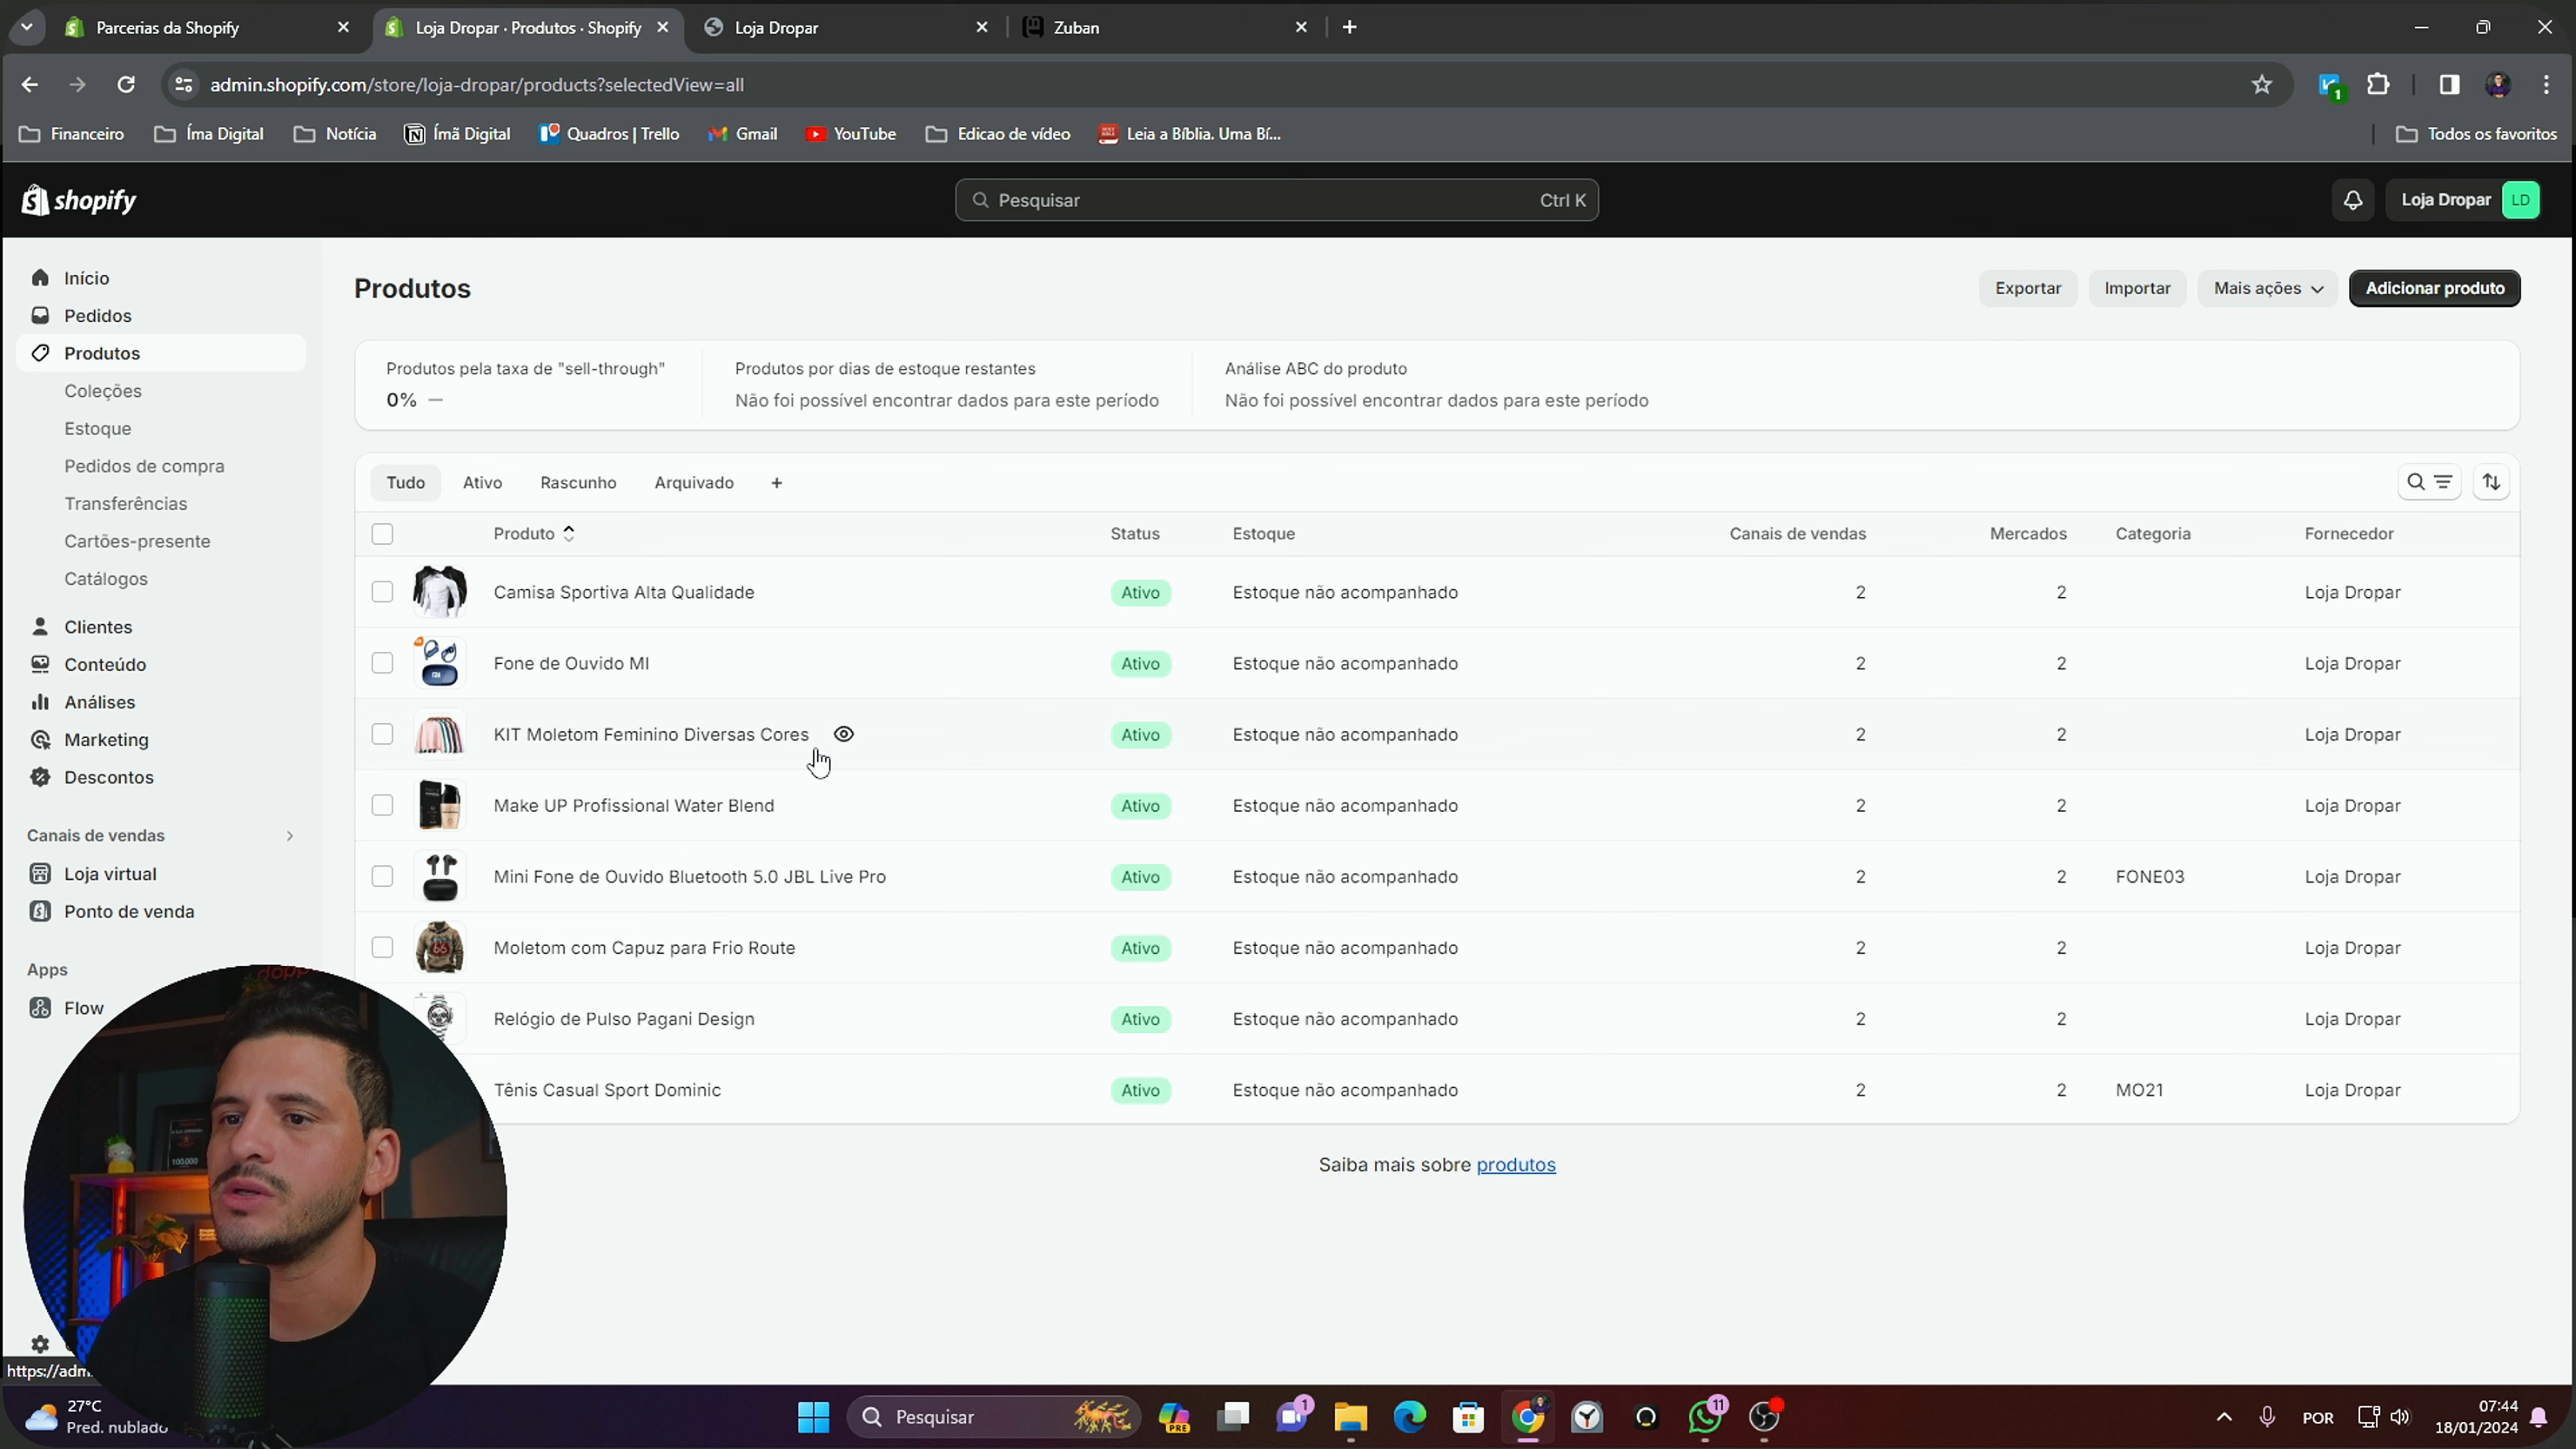 Parcerias da Shopify
Loja Dropar · Produtos · Shopify
Loja Dropar
Zuban
admin.shopify.com/store/loja-dropar/products?selectedView=all
Financeiro
Íma Digital
Notícia
Ímã Digital
Quadros | Trello
Gmail
YouTube
Edicao de vídeo
Leia a Bíblia. Uma Bí...
Todos os favoritos
shopify
Pesquisar
Ctrl K
Loja Dropar
LD
Início
Pedidos
Produtos
Coleções
Estoque
Pedidos de compra
Transferências
Cartões-presente
Catálogos
Clientes
Conteúdo
Análises
Marketing
Descontos
Canais de vendas
Loja virtual
Ponto de venda
Apps
Flow
Produtos
Exportar
Importar
Mais ações
Adicionar produto
Produtos pela taxa de "sell-through"
0% —
Produtos por dias de estoque restantes
Não foi possível encontrar dados para este período
Análise ABC do produto
Não foi possível encontrar dados para este período
Tudo Ativo Rascunho Arquivado +
Produto Status Estoque Canais de vendas Mercados Categoria Fornecedor
Camisa Sportiva Alta Qualidade Ativo Estoque não acompanhado 2 2 Loja Dropar
Fone de Ouvido MI Ativo Estoque não acompanhado 2 2 Loja Dropar
KIT Moletom Feminino Diversas Cores Ativo Estoque não acompanhado 2 2 Loja Dropar
Make UP Profissional Water Blend Ativo Estoque não acompanhado 2 2 Loja Dropar
Mini Fone de Ouvido Bluetooth 5.0 JBL Live Pro Ativo Estoque não acompanhado 2 2 FONE03 Loja Dropar
Moletom com Capuz para Frio Route Ativo Estoque não acompanhado 2 2 Loja Dropar
Relógio de Pulso Pagani Design Ativo Estoque não acompanhado 2 2 Loja Dropar
Tênis Casual Sport Dominic Ativo Estoque não acompanhado 2 2 MO21 Loja Dropar
Saiba mais sobre produtos
100.000
https://adm
27°C
Pred. nublado
Pesquisar
PRE
1
11
POR
07:44
18/01/2024